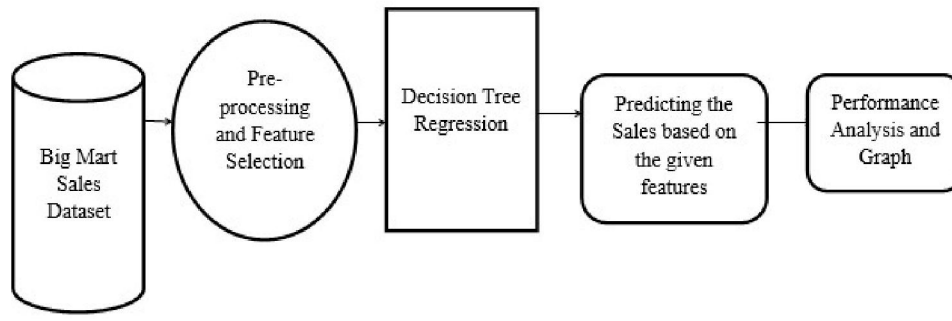 Big Mart
Sales
Dataset
Pre-
processing
and Feature
Selection
Decision Tree
Regression
Predicting the
Sales based on
the given
features
Performance
Analysis and
Graph